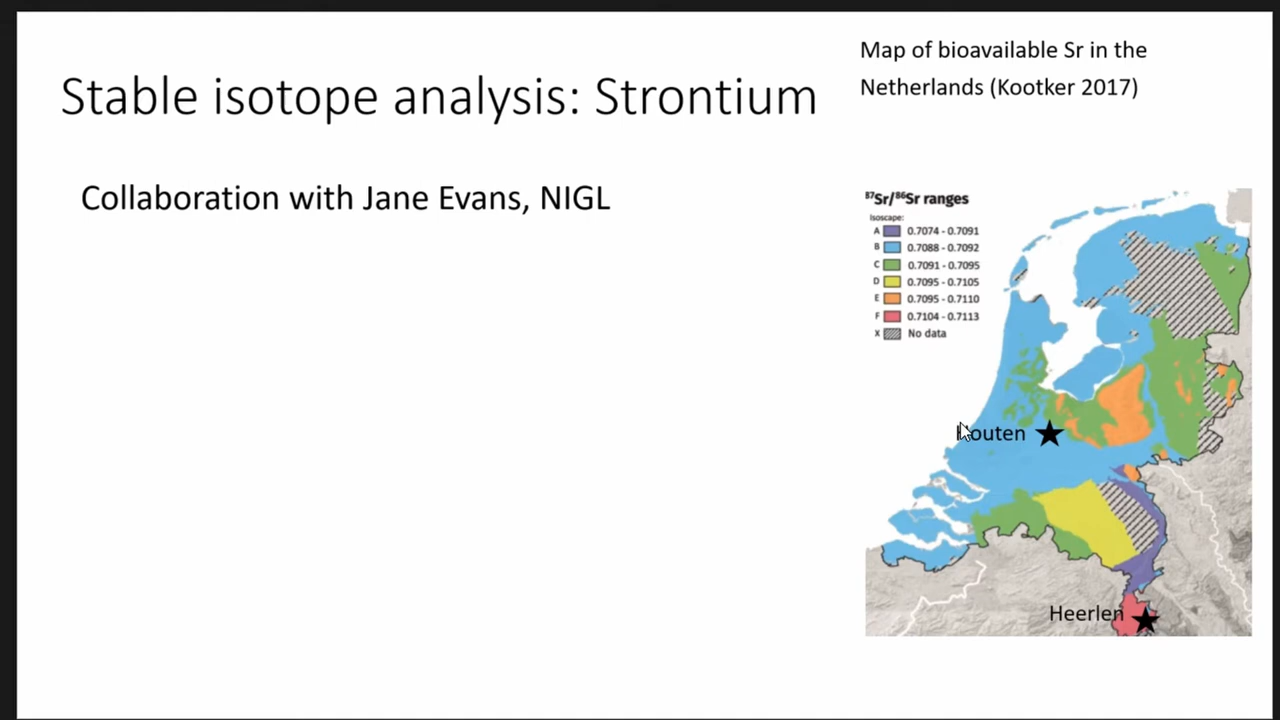 Map of bioavailable Sr in the
Netherlands (Kootker 2017)
Stable isotope analysis: Strontium
Collaboration with Jane Evans, NIGL
⁸⁷Sr/⁸⁶Sr ranges
Isoscape:
A 0.7074 - 0.7091
B 0.7088 - 0.7092
C 0.7091 - 0.7095
D 0.7095 - 0.7105
E 0.7095 - 0.7110
F 0.7104 - 0.7113
X No data
Houten
Heerlen